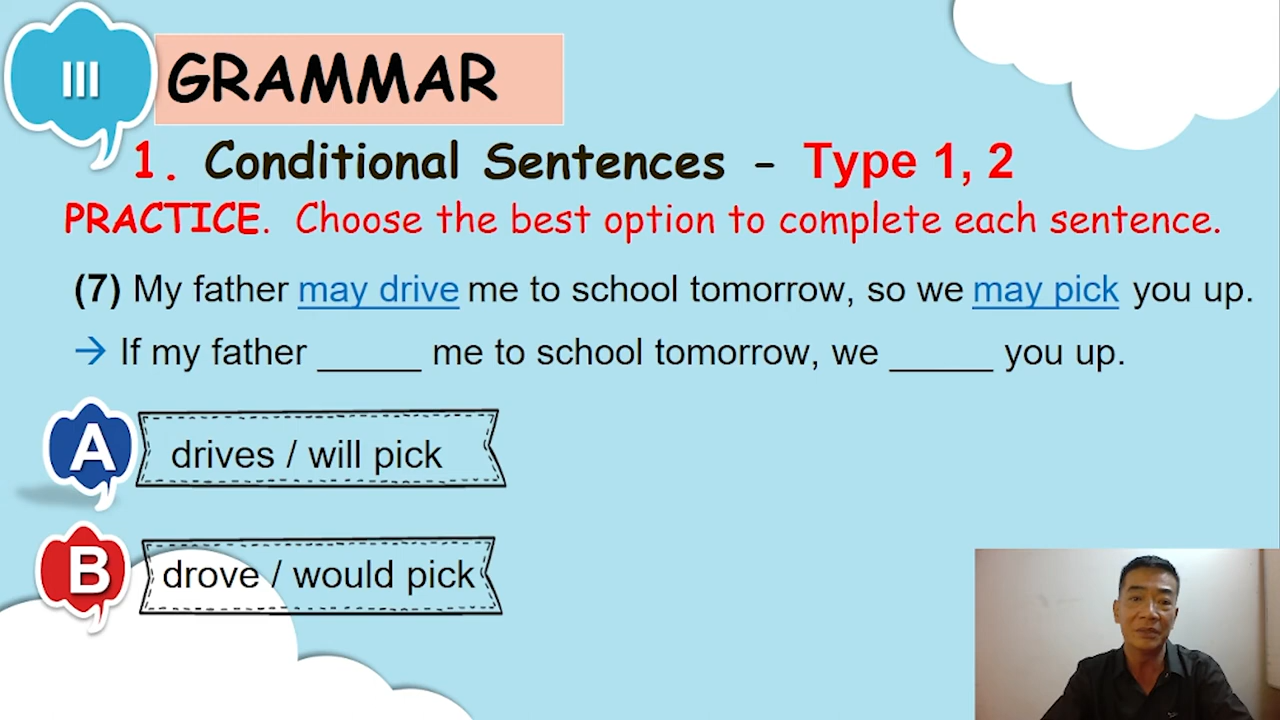 III
GRAMMAR
1. Conditional Sentences - Type 1, 2
PRACTICE. Choose the best option to complete each sentence.
(7) My father may drive me to school tomorrow, so we may pick you up.
→ If my father _____ me to school tomorrow, we _____ you up.
A drives / will pick
B drove / would pick